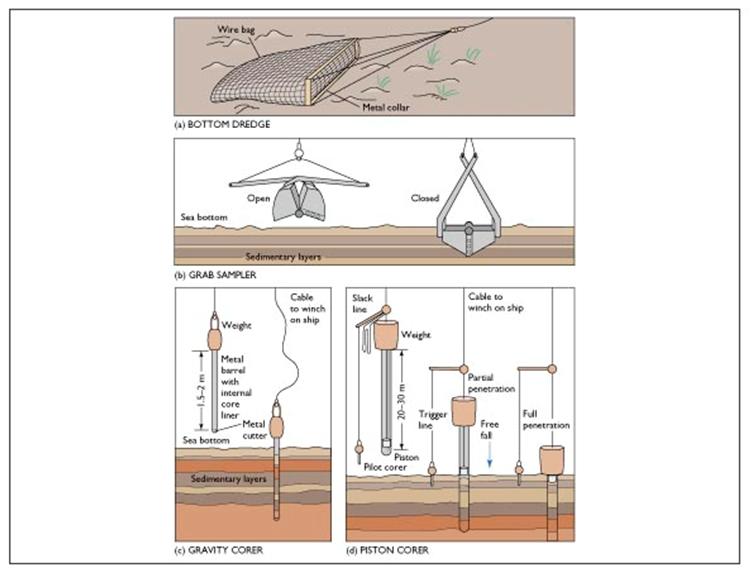 Wire bag
Metal collar
(a) BOTTOM DREDGE
Open
Closed
Sea bottom
Sedimentary layers
(b) GRAB SAMPLER
Cable
to winch
on ship
Weight
1.5–2 m
Metal
barrel
with
internal
core
liner
Metal
cutter
Sea bottom
Sedimentary layers
(c) GRAVITY CORER
Slack
line
Cable to
winch on ship
Weight
20–30 m
Partial
penetration
Trigger
line
Free
fall
Full
penetration
Piston
Pilot corer
(d) PISTON CORER